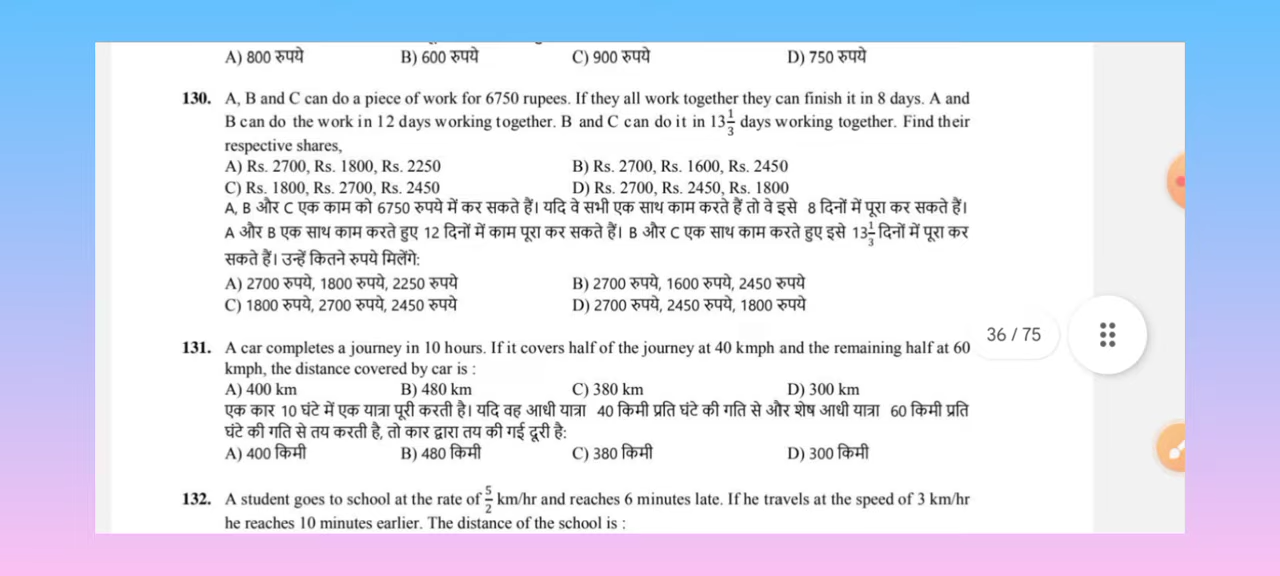 A) 800 रुपये B) 600 रुपये C) 900 रुपये D) 750 रुपये
130. A, B and C can do a piece of work for 6750 rupees. If they all work together they can finish it in 8 days. A and
B can do the work in 12 days working together. B and C can do it in 13 1/3 days working together. Find their
respective shares,
A) Rs. 2700, Rs. 1800, Rs. 2250 B) Rs. 2700, Rs. 1600, Rs. 2450
C) Rs. 1800, Rs. 2700, Rs. 2450 D) Rs. 2700, Rs. 2450, Rs. 1800
A, B और C एक काम को 6750 रुपये में कर सकते हैं। यदि वे सभी एक साथ काम करते हैं तो वे इसे 8 दिनों में पूरा कर सकते हैं।
A और B एक साथ काम करते हुए 12 दिनों में काम पूरा कर सकते हैं। B और C एक साथ काम करते हुए इसे 13 1/3 दिनों में पूरा कर
सकते हैं। उन्हें कितने रुपये मिलेंगे:
A) 2700 रुपये, 1800 रुपये, 2250 रुपये B) 2700 रुपये, 1600 रुपये, 2450 रुपये
C) 1800 रुपये, 2700 रुपये, 2450 रुपये D) 2700 रुपये, 2450 रुपये, 1800 रुपये
36 / 75
131. A car completes a journey in 10 hours. If it covers half of the journey at 40 kmph and the remaining half at 60
kmph, the distance covered by car is :
A) 400 km B) 480 km C) 380 km D) 300 km
एक कार 10 घंटे में एक यात्रा पूरी करती है। यदि वह आधी यात्रा 40 किमी प्रति घंटे की गति से और शेष आधी यात्रा 60 किमी प्रति
घंटे की गति से तय करती है, तो कार द्वारा तय की गई दूरी है:
A) 400 किमी B) 480 किमी C) 380 किमी D) 300 किमी
132. A student goes to school at the rate of 5/2 km/hr and reaches 6 minutes late. If he travels at the speed of 3 km/hr
he reaches 10 minutes earlier. The distance of the school is :